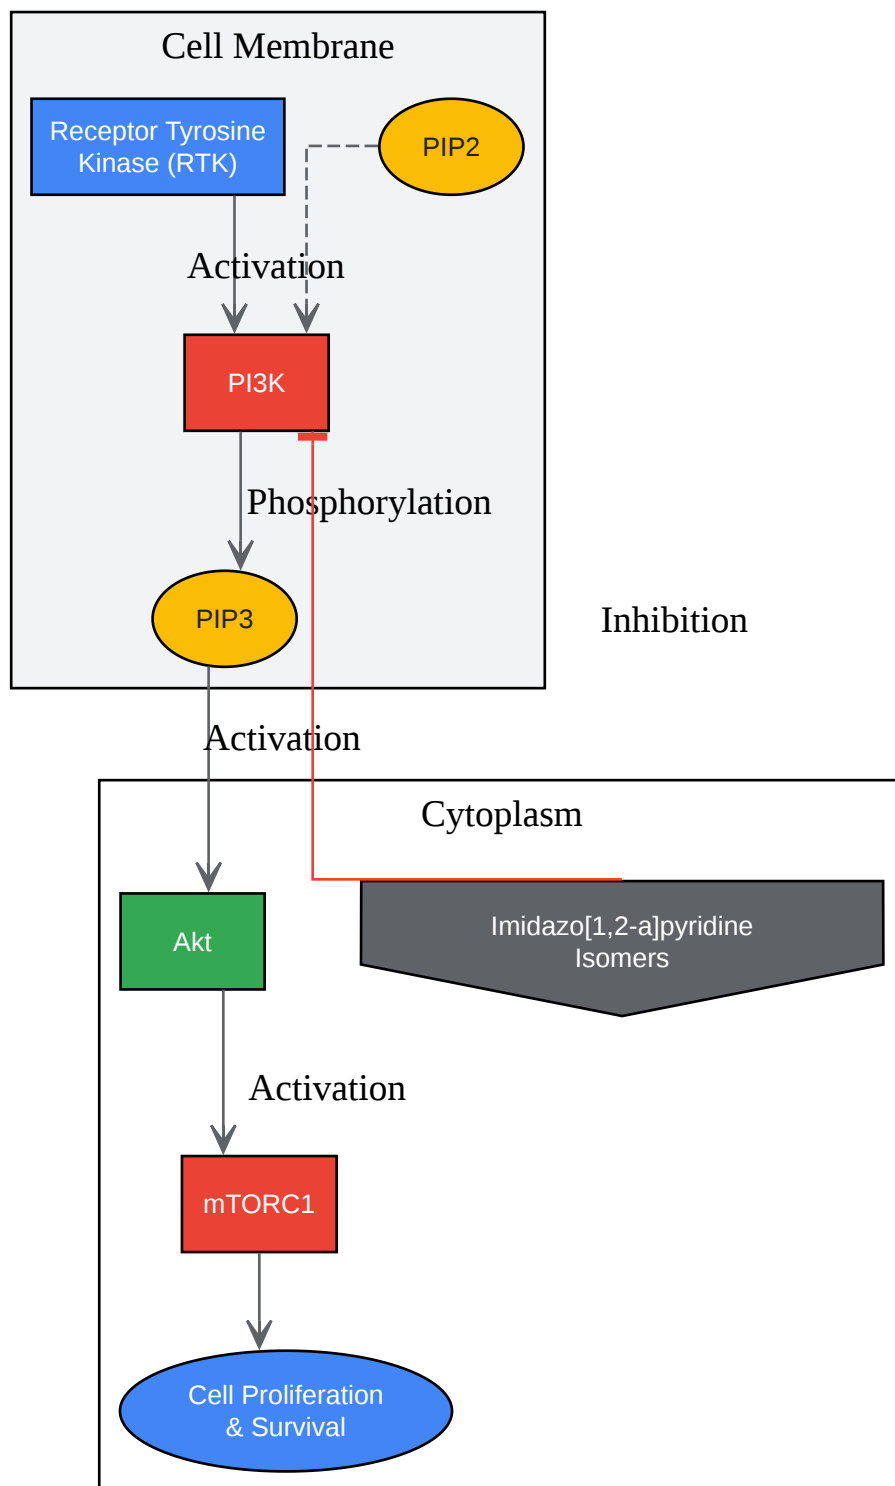 Cell Membrane
Receptor Tyrosine
Kinase (RTK)
PIP2
Activation
PI3K
Phosphorylation
PIP3
Inhibition
Activation
Cytoplasm
Akt
Imidazo[1,2-a]pyridine
Isomers
Activation
mTORC1
Cell Proliferation
& Survival